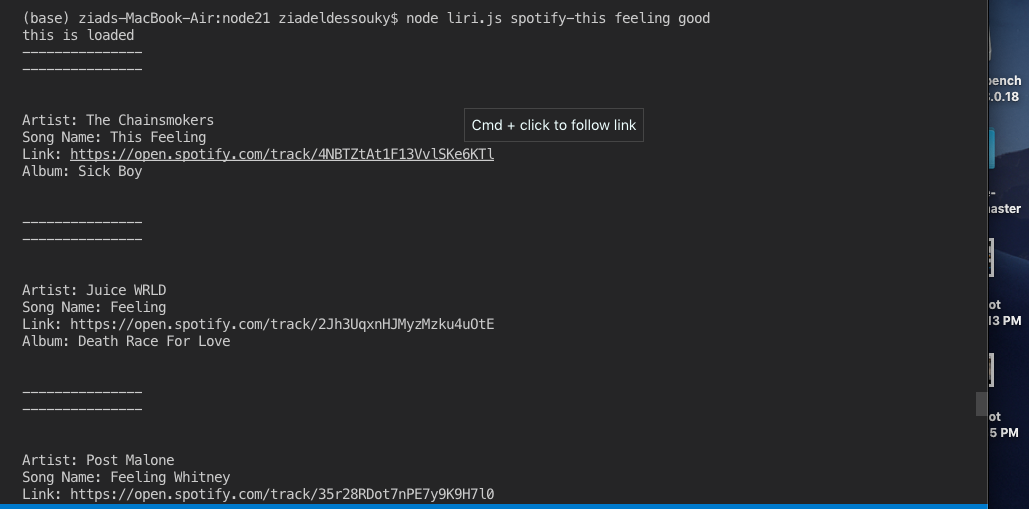 (base) ziads-MacBook-Air:node21 ziadeldessouky$ node liri.js spotify-this feeling good
this is loaded
---------------
---------------
Artist: The Chainsmokers
Cmd + click to follow link
Song Name: This Feeling
Link: https://open.spotify.com/track/4NBTZtAt1F13VvlSKe6KTl
Album: Sick Boy
---------------
---------------
Artist: Juice WRLD
Song Name: Feeling
Link: https://open.spotify.com/track/2Jh3UqxnHJMyzMzku4uOtE
Album: Death Race For Love
---------------
---------------
Artist: Post Malone
Song Name: Feeling Whitney
Link: https://open.spotify.com/track/35r28RDot7nPE7y9K9H7l0
ench
.0.18
e-
aster
ot
13 PM
ot
5 PM